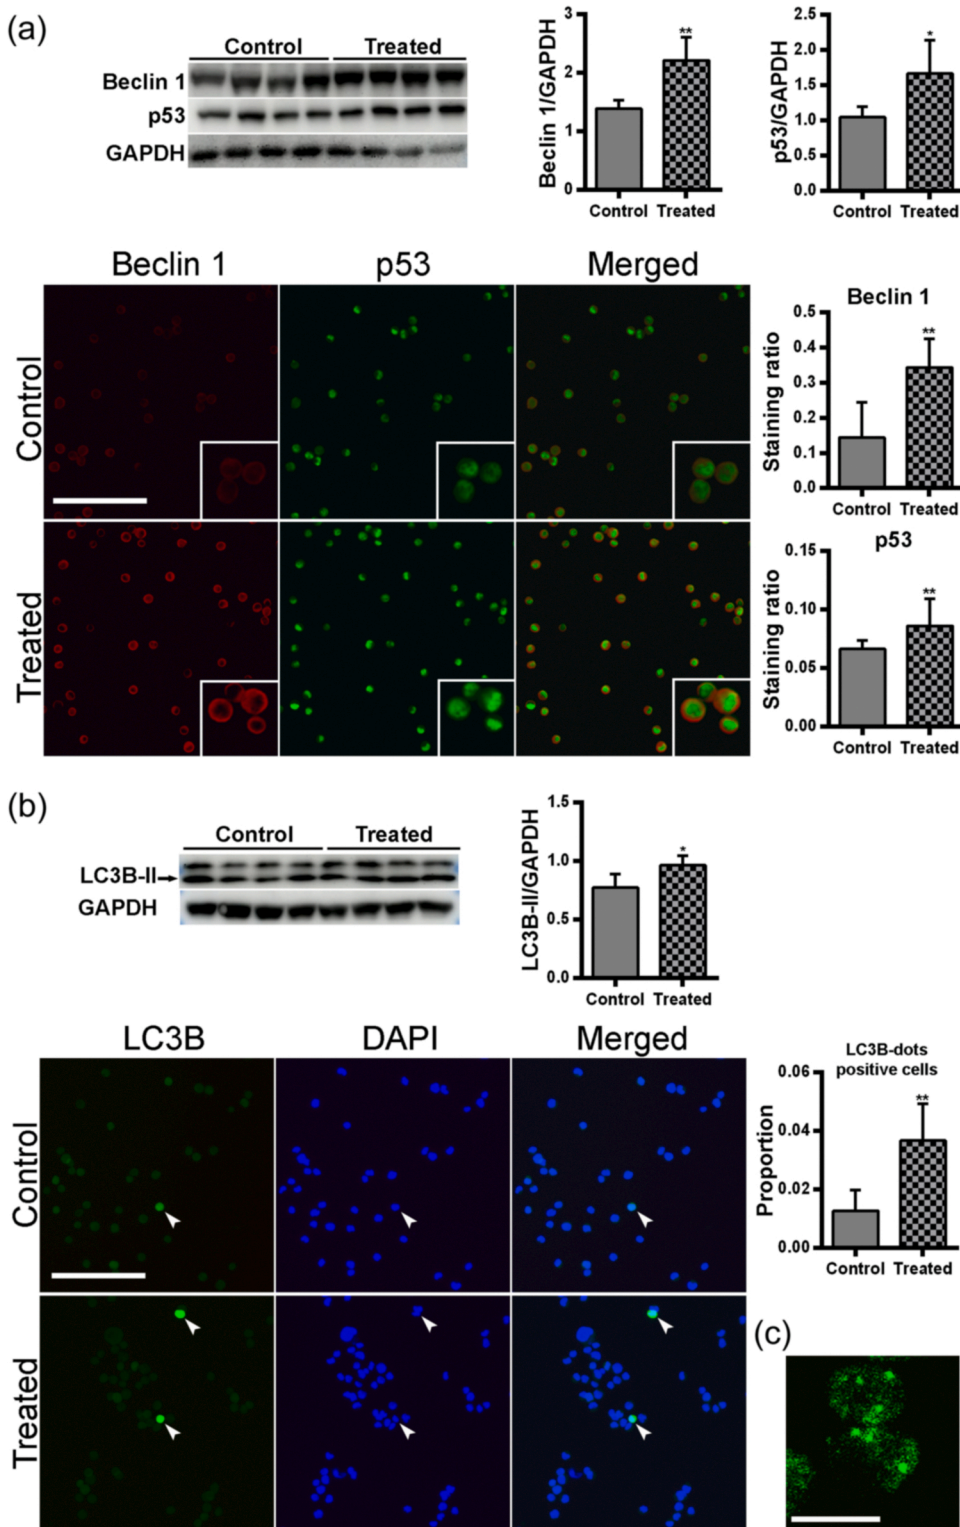 (a)
Control Treated
Beclin 1
p53
GAPDH
Beclin 1/GAPDH
3
2
1
0
**
Control Treated
p53/GAPDH
2.5
2.0
1.5
1.0
0.5
0.0
*
Control Treated
Beclin 1 p53 Merged
Control
Treated
Beclin 1
Staining ratio
0.5
0.4
0.3
0.2
0.1
0.0
**
Control Treated
p53
Staining ratio
0.15
0.10
0.05
0.00
**
Control Treated
(b)
Control Treated
LC3B-II
GAPDH
LC3B-II/GAPDH
1.5
1.0
0.5
0.0
*
Control Treated
LC3B DAPI Merged
Control
Treated
LC3B-dots
positive cells
Proportion
0.06
0.04
0.02
0.00
**
Control Treated
(c)